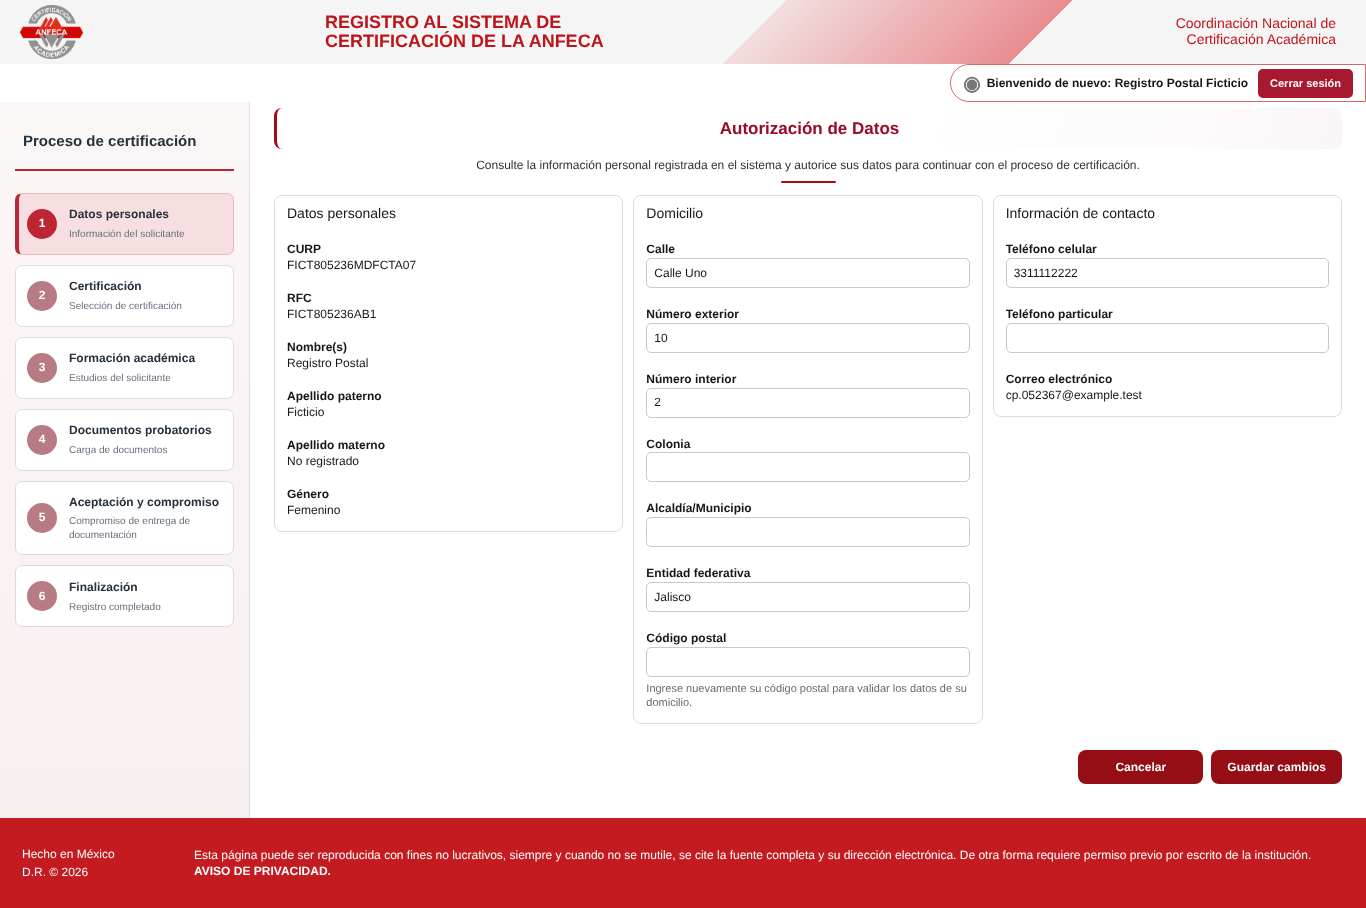 CERTIFICACIÓN
ANFECA
ACADÉMICA
REGISTRO AL SISTEMA DE
CERTIFICACIÓN DE LA ANFECA
Coordinación Nacional de
Certificación Académica
Bienvenido de nuevo: Registro Postal Ficticio
Cerrar sesión
Proceso de certificación
1
Datos personales
Información del solicitante
2
Certificación
Selección de certificación
3
Formación académica
Estudios del solicitante
4
Documentos probatorios
Carga de documentos
5
Aceptación y compromiso
Compromiso de entrega de
documentación
6
Finalización
Registro completado
Autorización de Datos
Consulte la información personal registrada en el sistema y autorice sus datos para continuar con el proceso de certificación.
Datos personales
CURP
FICT805236MDFCTA07
RFC
FICT805236AB1
Nombre(s)
Registro Postal
Apellido paterno
Ficticio
Apellido materno
No registrado
Género
Femenino
Domicilio
Calle
Calle Uno
Número exterior
10
Número interior
2
Colonia
Alcaldía/Municipio
Entidad federativa
Jalisco
Código postal
Ingrese nuevamente su código postal para validar los datos de su
domicilio.
Información de contacto
Teléfono celular
3311112222
Teléfono particular
Correo electrónico
cp.052367@example.test
Cancelar
Guardar cambios
Hecho en México
D.R. © 2026
Esta página puede ser reproducida con fines no lucrativos, siempre y cuando no se mutile, se cite la fuente completa y su dirección electrónica. De otra forma requiere permiso previo por escrito de la institución.
AVISO DE PRIVACIDAD.